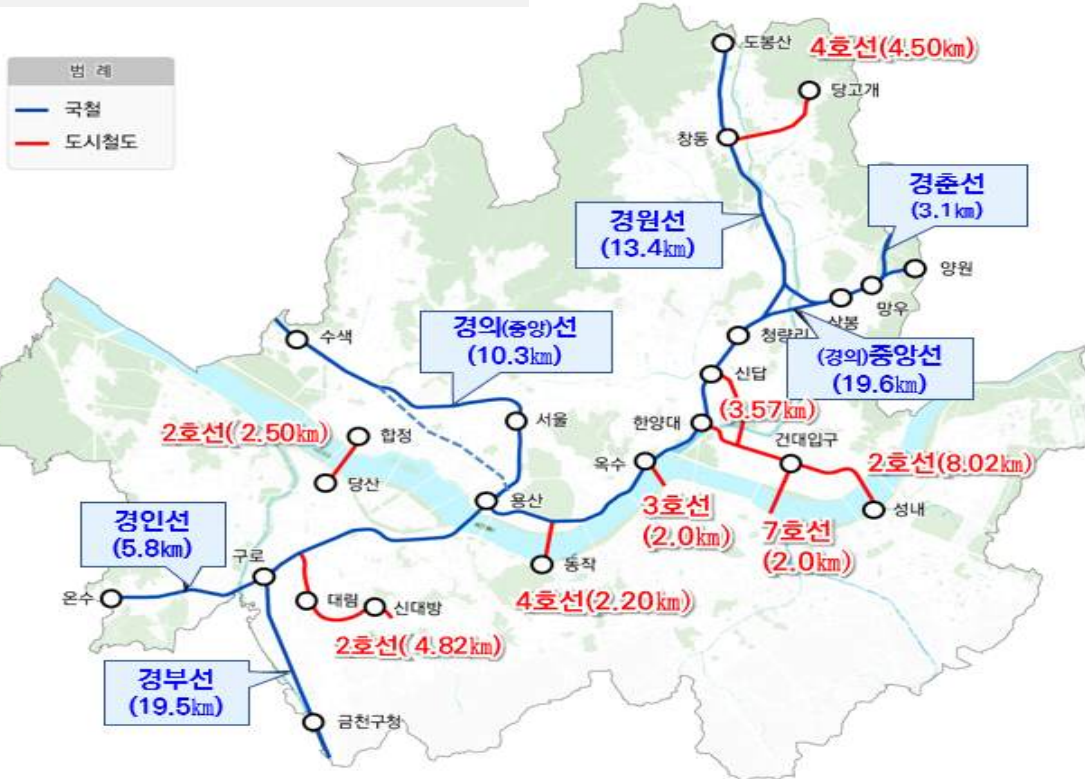 범 례
국철
도시철도
도봉산
4호선(4.50㎞)
당고개
창동
경춘선
(3.1㎞)
경원선
(13.4㎞)
양원
망우
상봉
수색
경의(중앙)선
(10.3㎞)
청량리
(경의)중앙선
(19.6㎞)
신답
(3.57㎞)
2호선(2.50㎞)
합정
서울
한양대
건대입구
옥수
2호선(8.02㎞)
당산
용산
3호선
(2.0㎞)
7호선
(2.0㎞)
성내
경인선
(5.8㎞)
구로
동작
온수
대림
신대방
4호선(2.20㎞)
2호선( 4.82㎞)
경부선
(19.5㎞)
금천구청